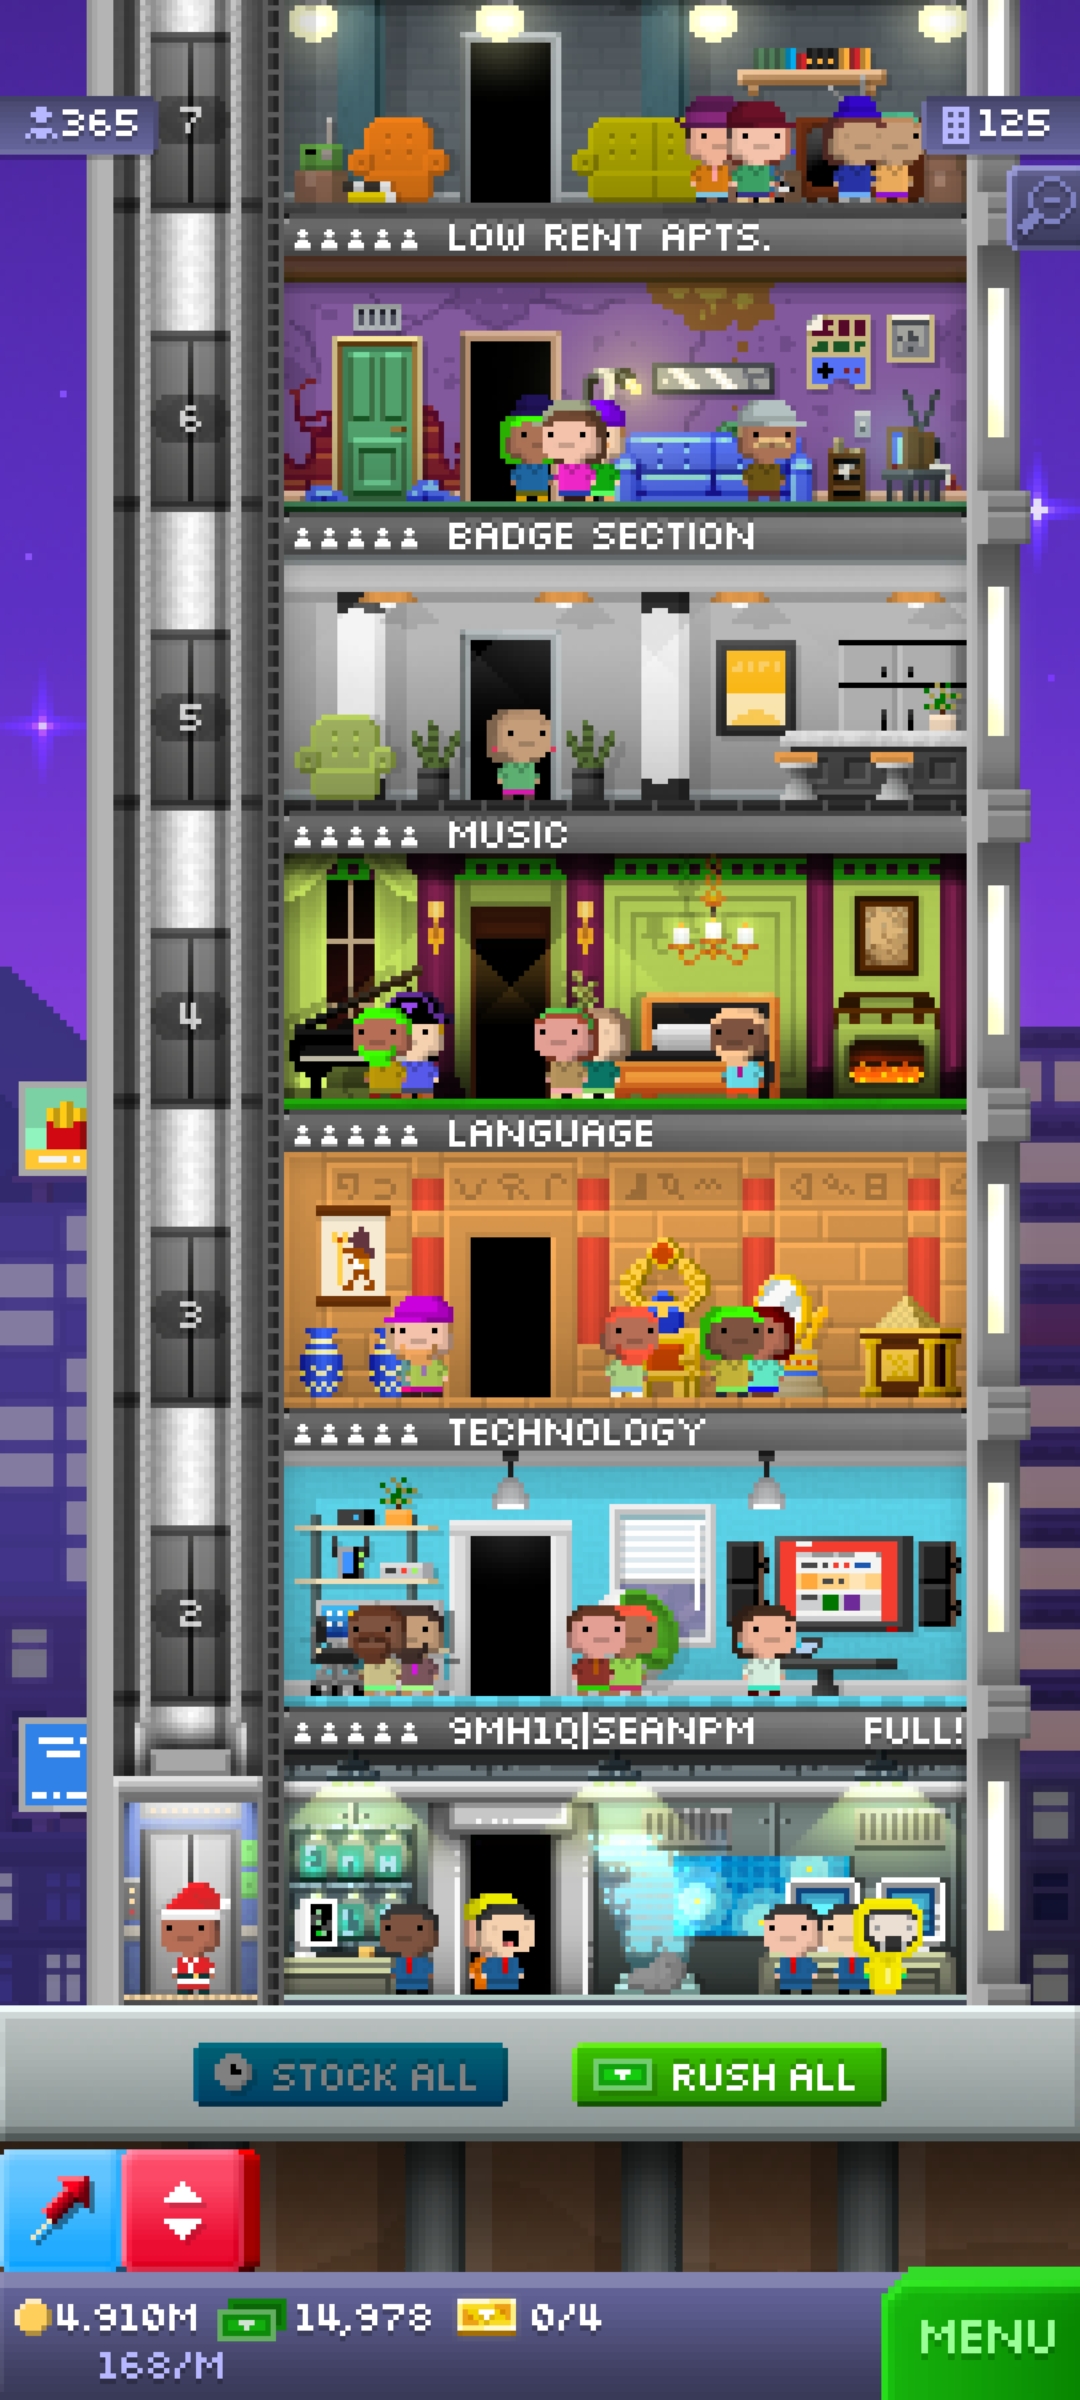 7
365
125
LOW RENT APTS.
6
BADGE SECTION
5
MUSIC
4
LANGUAGE
3
TECHNOLOGY
2
9MH1Q|SEANPM FULL!
STOCK ALL
RUSH ALL
4.910M 14,978 0/4
168/M
MENU